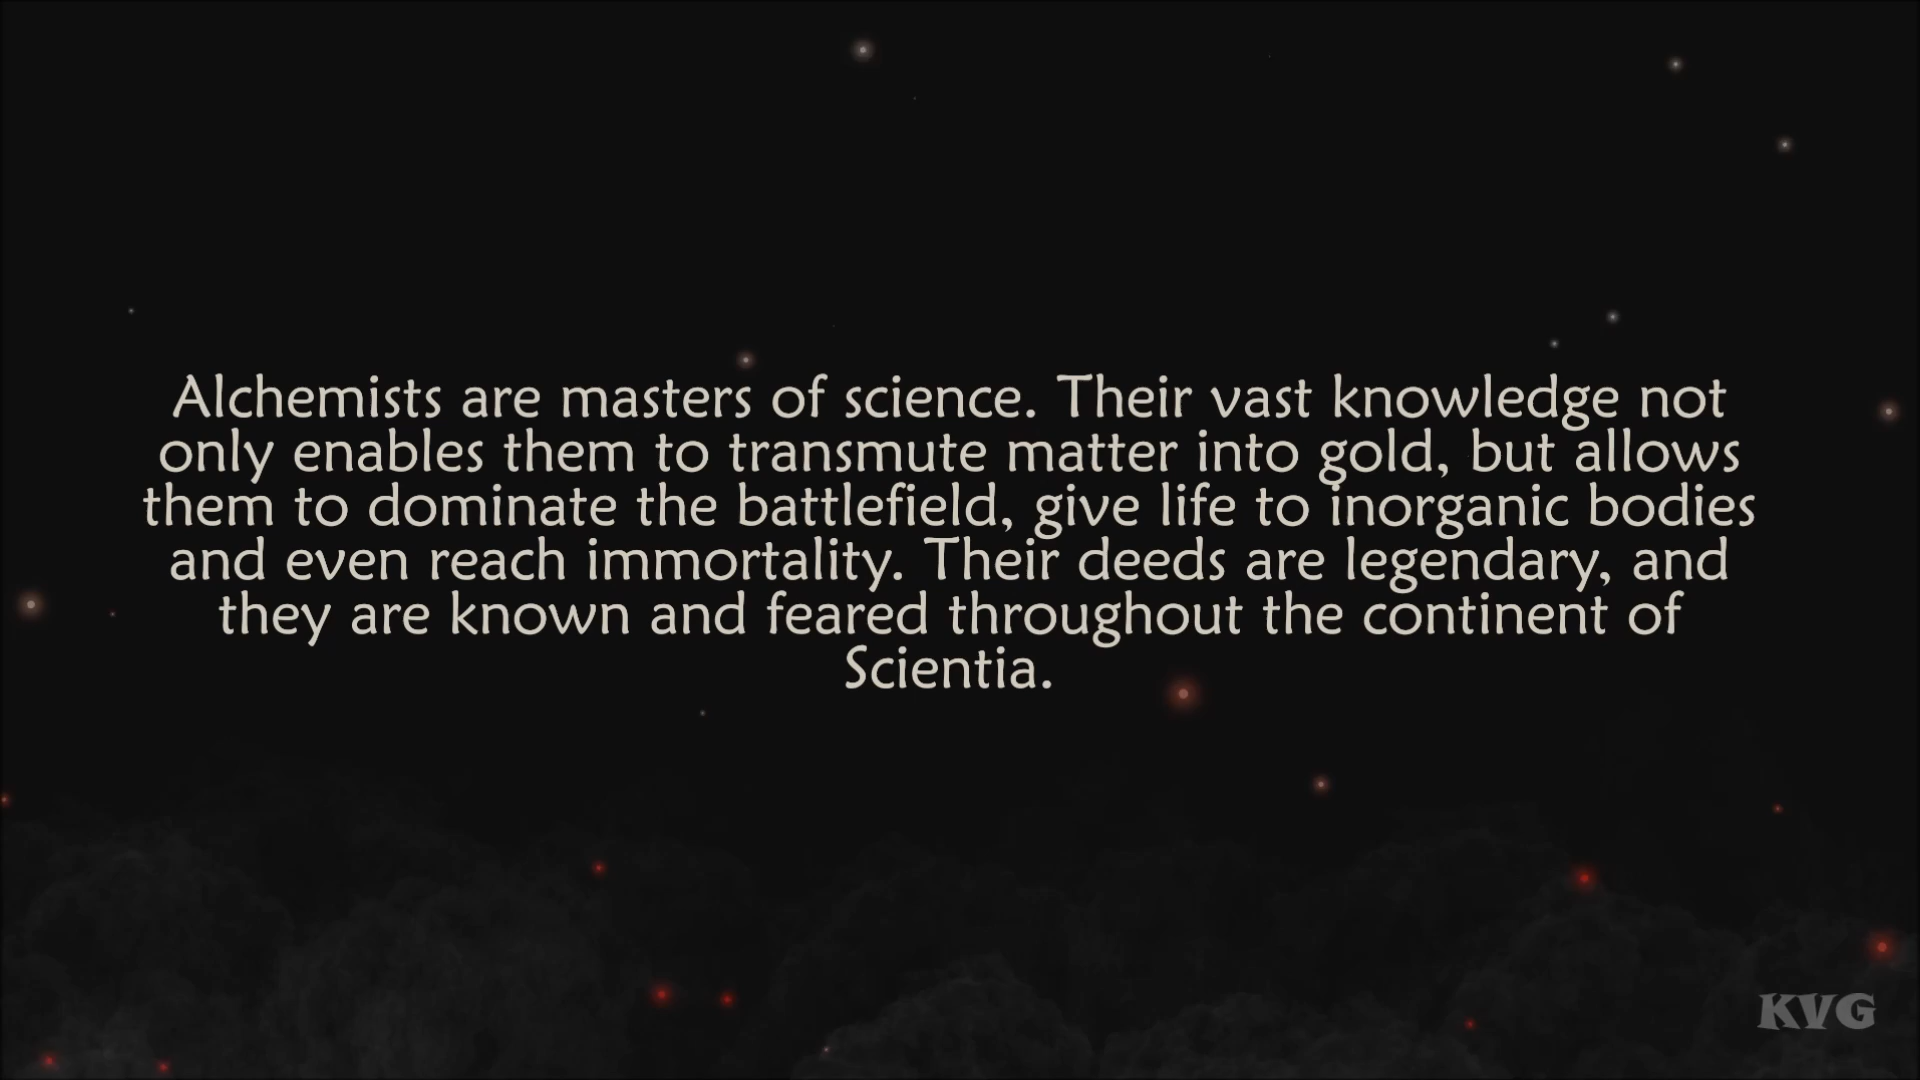 Alchemists are masters of science. Their vast knowledge not
only enables them to transmute matter into gold, but allows
them to dominate the battlefield, give life to inorganic bodies
and even reach immortality. Their deeds are legendary, and
they are known and feared throughout the continent of
Scientia.
KVG